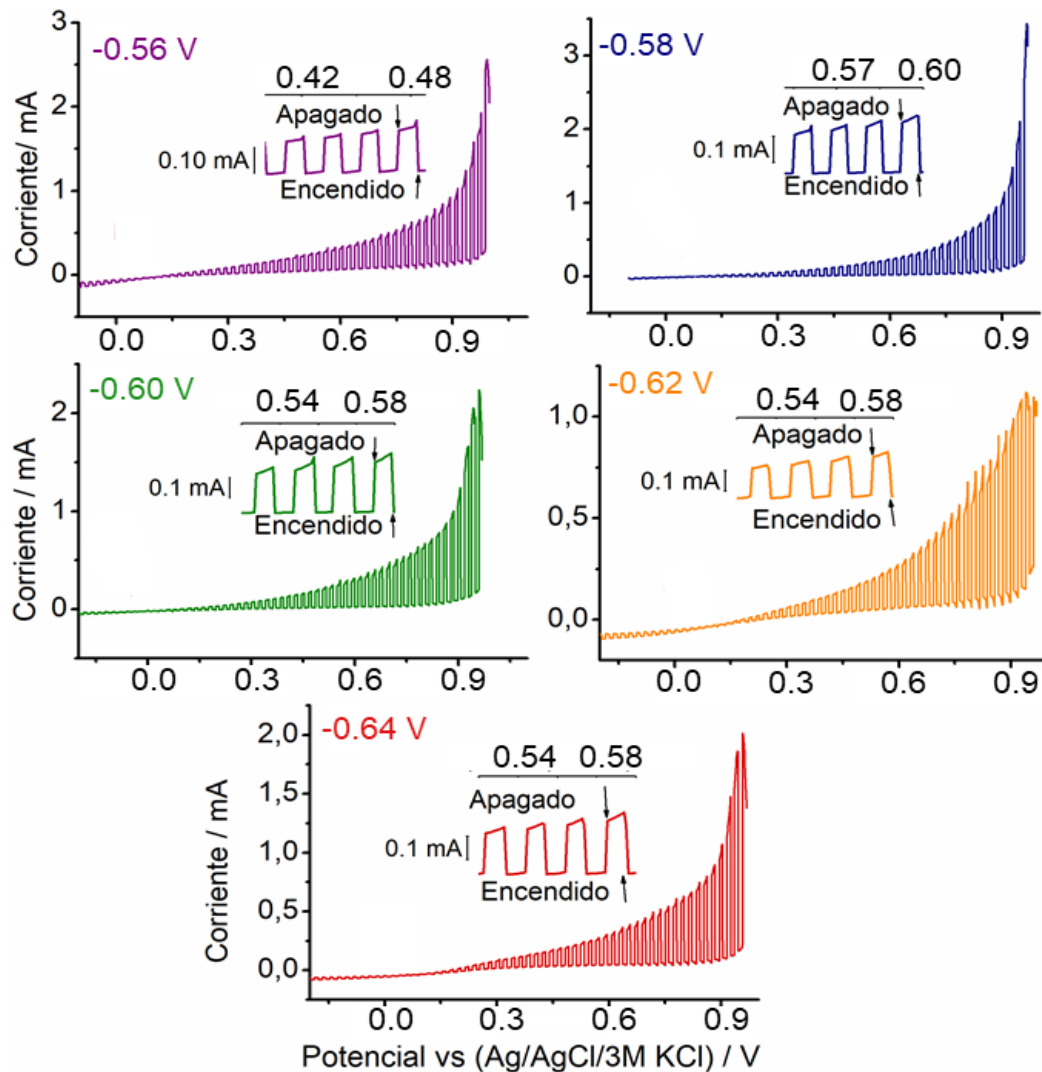 -0.56 V
3
2
1
0
Corriente/ mA
0.42 0.48
Apagado
0.10 mA
Encendido
0.0 0.3 0.6 0.9
-0.58 V
3
2
1
0
0.57 0.60
Apagado
0.1 mA
Encendido
0.0 0.3 0.6 0.9
-0.60 V
2
1
0
Corriente / mA
0.54 0.58
Apagado
0.1 mA
Encendido
0.0 0.3 0.6 0.9
-0.62 V
1,0
0,5
0,0
0.54 0.58
Apagado
0.1 mA
Encendido
0.0 0.3 0.6 0.9
-0.64 V
2,0
1,5
1,0
0,5
0,0
Corriente / mA
0.54 0.58
Apagado
0.1 mA
Encendido
0.0 0.3 0.6 0.9
Potencial vs (Ag/AgCl/3M KCl) / V